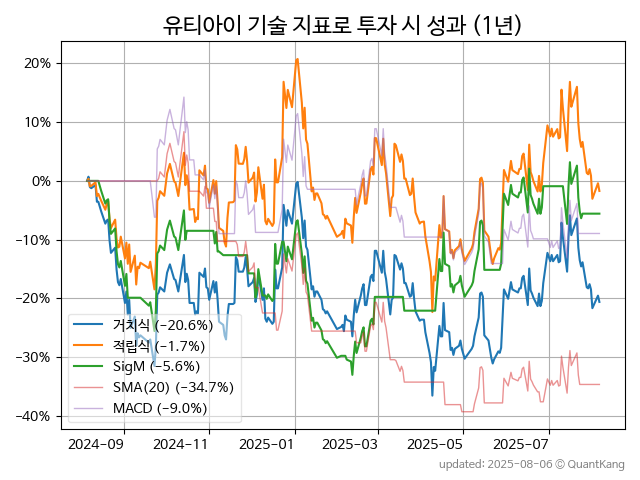 유티아이 기술 지표로 투자 시 성과 (1년)
20%
10%
0%
−10%
−20%
−30%
−40%
거치식 (−20.6%)
적립식 (−1.7%)
SigM (−5.6%)
SMA(20) (−34.7%)
MACD (−9.0%)
2024-09 2024-11 2025-01 2025-03 2025-05 2025-07
updated: 2025-08-06 © QuantKang